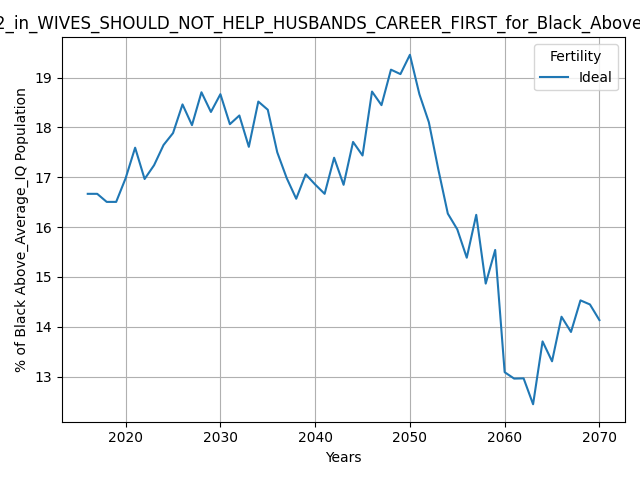 2_in_WIVES_SHOULD_NOT_HELP_HUSBANDS_CAREER_FIRST_for_Black_Above
Fertility
Ideal
% of Black Above_Average_IQ Population
19
18
17
16
15
14
13
2020 2030 2040 2050 2060 2070
Years